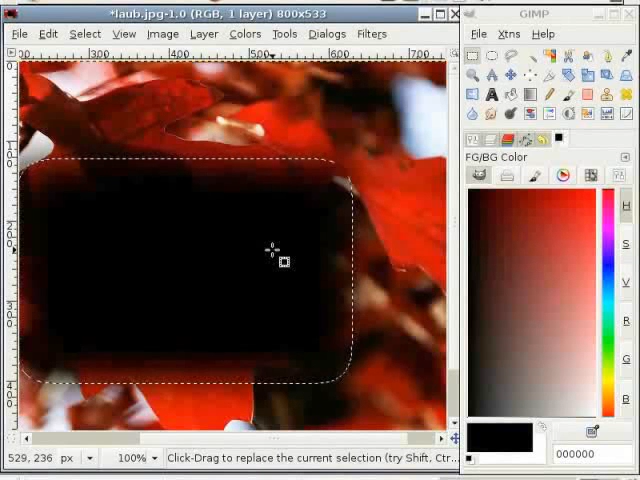 *laub.jpg-1.0 (RGB, 1 layer) 800x533
GIMP
File Edit Select View Image Layer Colors Tools Dialogs Filters
File Xtns Help
300 400 500 600 700
FG/BG Color
H
S
V
R
G
B
000000
529, 236 px 100% Click-Drag to replace the current selection (try Shift, Ctr...